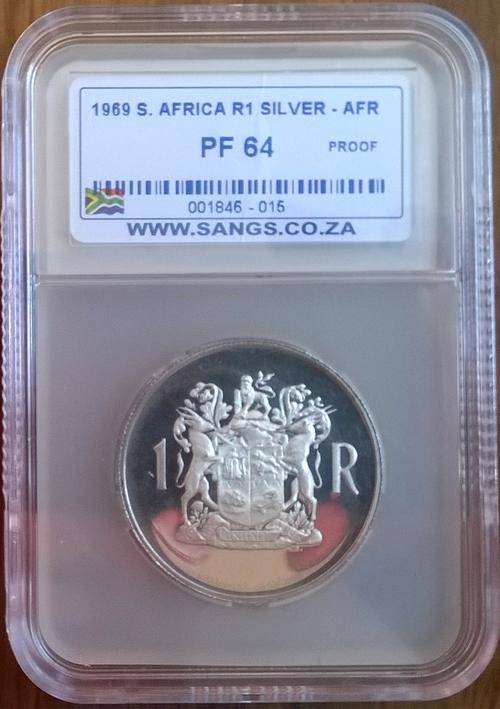 1969 S. AFRICA R1 SILVER - AFR
PF 64 PROOF
001846 - 015
WWW.SANGS.CO.ZA
1 R